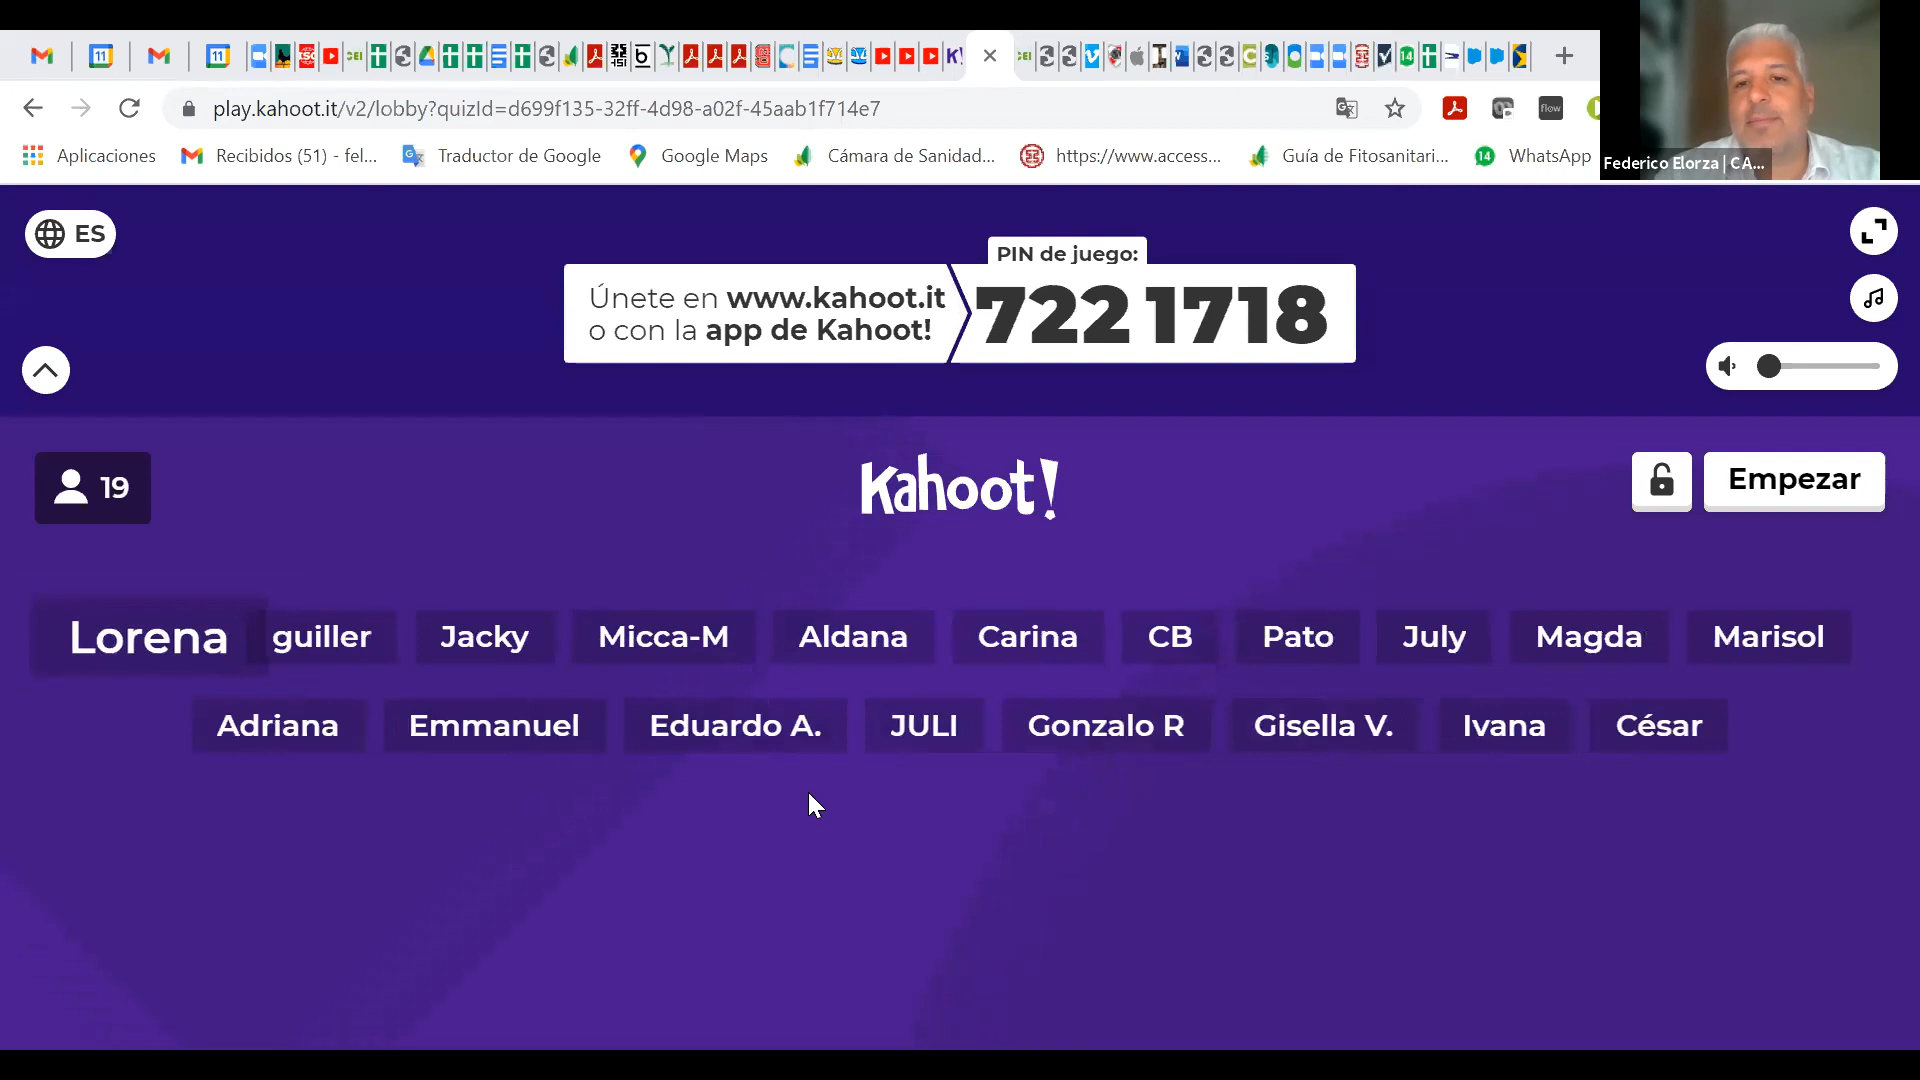 play.kahoot.it/v2/lobby?quizId=d699f135-32ff-4d98-a02f-45aab1f714e7
Aplicaciones
Recibidos (51) - fel...
Traductor de Google
Google Maps
Cámara de Sanidad...
https://www.access...
Guía de Fitosanitari...
14
WhatsApp
Federico Elorza | CA...
ES
PIN de juego:
Únete en www.kahoot.it
o con la app de Kahoot!
722 1718
19
Kahoot!
Empezar
Lorena guiller Jacky Micca-M Aldana Carina CB Pato July Magda Marisol
Adriana Emmanuel Eduardo A. JULI Gonzalo R Gisella V. Ivana César